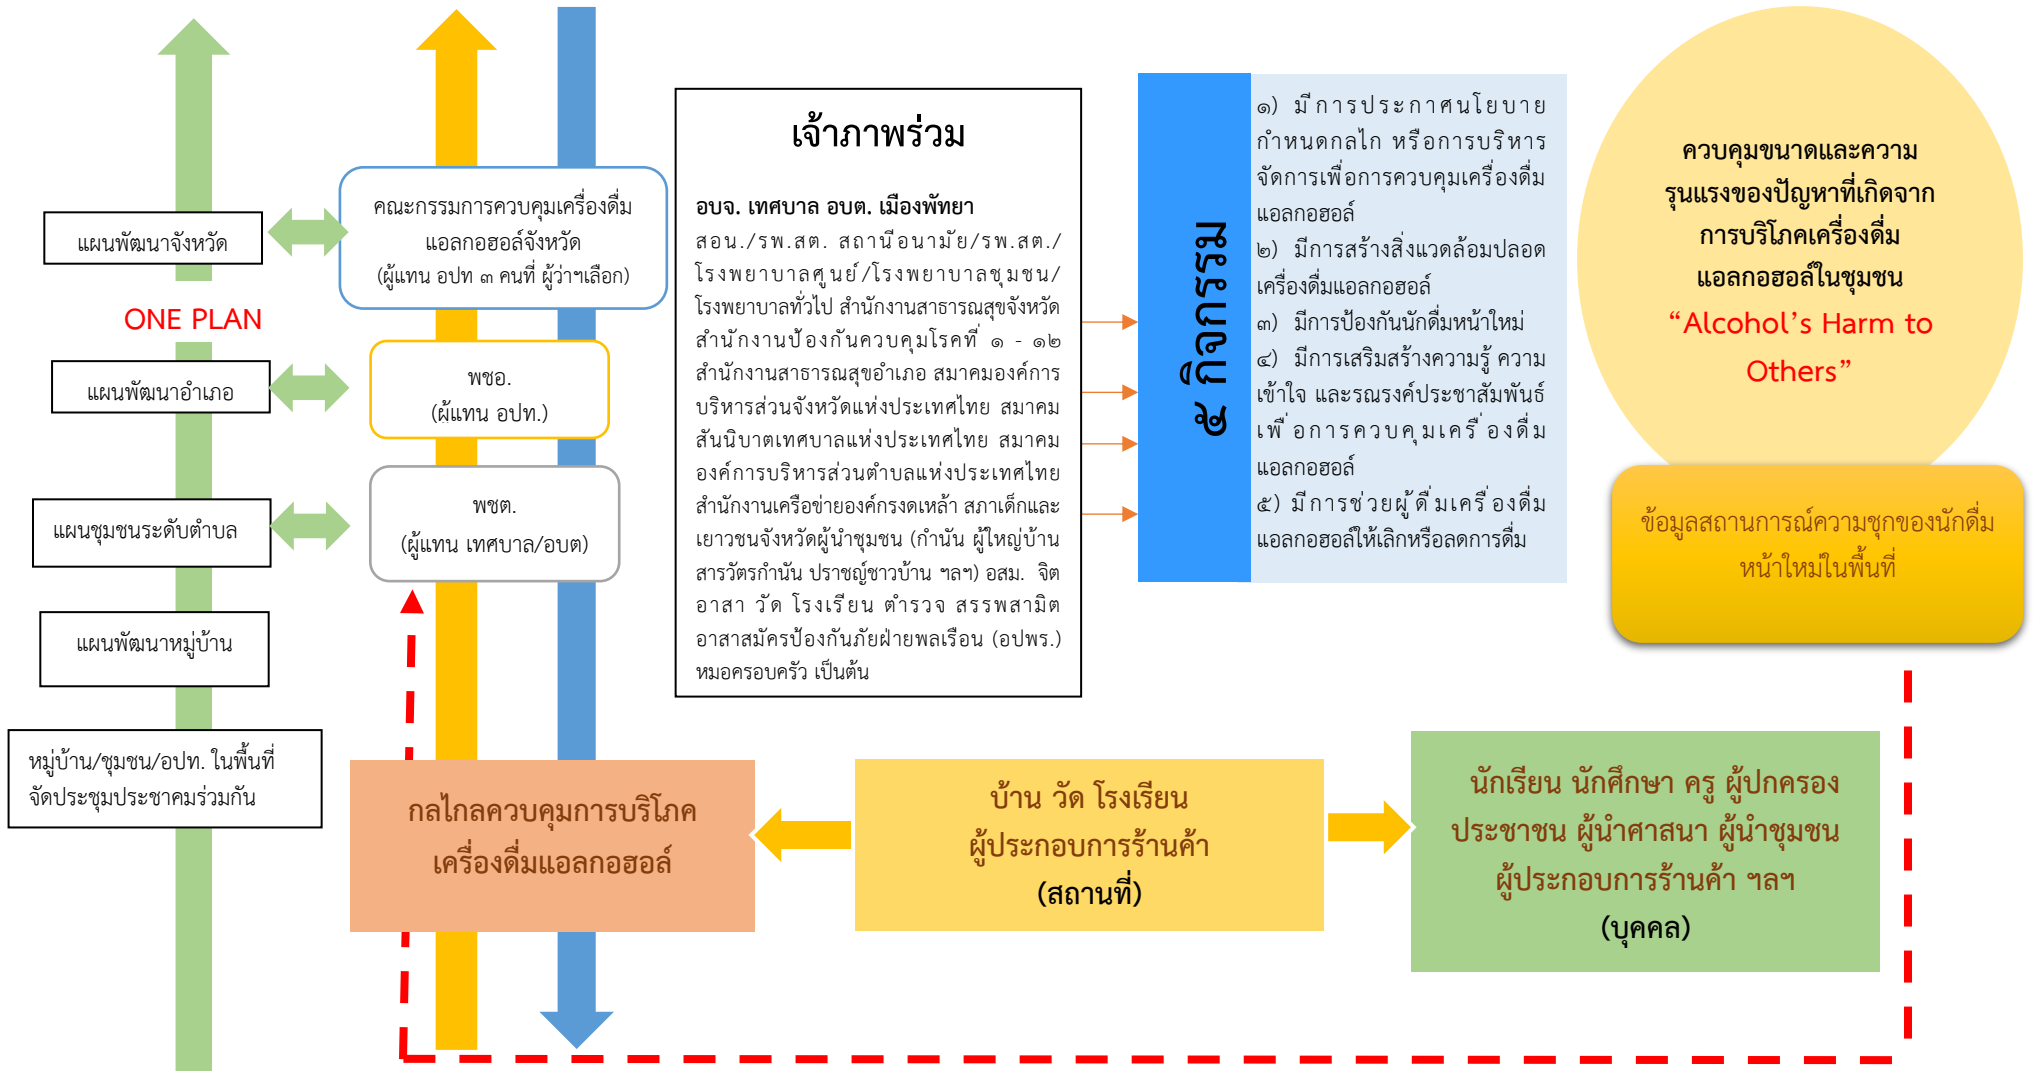 แผนพัฒนาจังหวัด
ONE PLAN
แผนพัฒนาอำเภอ
แผนชุมชนระดับตำบล
แผนพัฒนาหมู่บ้าน
หมู่บ้าน/ชุมชน/อปท. ในพื้นที่
จัดประชุมประชาคมร่วมกัน
คณะกรรมการควบคุมเครื่องดื่ม
แอลกอฮอล์จังหวัด
(ผู้แทน อปท ๓ คนที่ ผู้ว่าฯเลือก)
พชอ.
(ผู้แทน อปท.)
พชต.
(ผู้แทน เทศบาล/อบต)
เจ้าภาพร่วม
อบจ. เทศบาล อบต. เมืองพัทยา
สอน./รพ.สต. สถานีอนามัย/รพ.สต./
โรงพยาบาลศูนย์/โรงพยาบาลชุมชน/
โรงพยาบาลทั่วไป สำนักงานสาธารณสุขจังหวัด
สำนักงานป้องกันควบคุมโรคที่ ๑ - ๑๒
สำนักงานสาธารณสุขอำเภอ สมาคมองค์การ
บริหารส่วนจังหวัดแห่งประเทศไทย สมาคม
สันนิบาตเทศบาลแห่งประเทศไทย สมาคม
องค์การบริหารส่วนตำบลแห่งประเทศไทย
สำนักงานเครือข่ายองค์กรงดเหล้า สภาเด็กและ
เยาวชนจังหวัดผู้นำชุมชน (กำนัน ผู้ใหญ่บ้าน
สารวัตรกำนัน ปราชญ์ชาวบ้าน ฯลฯ) อสม. จิต
อาสา วัด โรงเรียน ตำรวจ สรรพสามิต
อาสาสมัครป้องกันภัยฝ่ายพลเรือน (อปพร.)
หมอครอบครัว เป็นต้น
๕ กิจกรรม
๑) มีการประกาศนโยบาย
กำหนดกลไก หรือการบริหาร
จัดการเพื่อการควบคุมเครื่องดื่ม
แอลกอฮอล์
๒) มีการสร้างสิ่งแวดล้อมปลอด
เครื่องดื่มแอลกอฮอล์
๓) มีการป้องกันนักดื่มหน้าใหม่
๔) มีการเสริมสร้างความรู้ ความ
เข้าใจ และรณรงค์ประชาสัมพันธ์
เพื่อการควบคุมเครื่องดื่ม
แอลกอฮอล์
๕) มีการช่วยผู้ดื่มเครื่องดื่ม
แอลกอฮอล์ให้เลิกหรือลดการดื่ม
ควบคุมขนาดและความ
รุนแรงของปัญหาที่เกิดจาก
การบริโภคเครื่องดื่ม
แอลกอฮอล์ในชุมชน
“Alcohol’s Harm to
Others”
ข้อมูลสถานการณ์ความชุกของนักดื่ม
หน้าใหม่ในพื้นที่
กลไกลควบคุมการบริโภค
เครื่องดื่มแอลกอฮอล์
บ้าน วัด โรงเรียน
ผู้ประกอบการร้านค้า
(สถานที่)
นักเรียน นักศึกษา ครู ผู้ปกครอง
ประชาชน ผู้นำศาสนา ผู้นำชุมชน
ผู้ประกอบการร้านค้า ฯลฯ
(บุคคล)